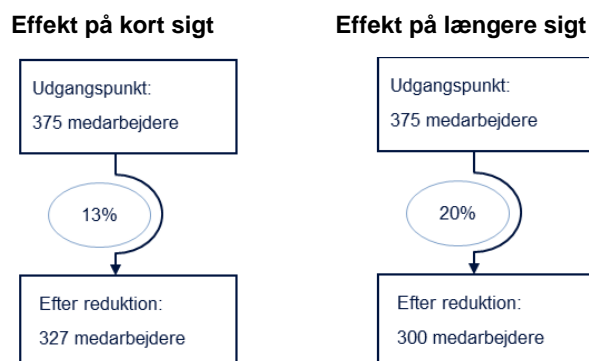 Effekt på kort sigt
Udgangspunkt:
375 medarbejdere
13%
Efter reduktion:
327 medarbejdere
Effekt på længere sigt
Udgangspunkt:
375 medarbejdere
20%
Efter reduktion:
300 medarbejdere